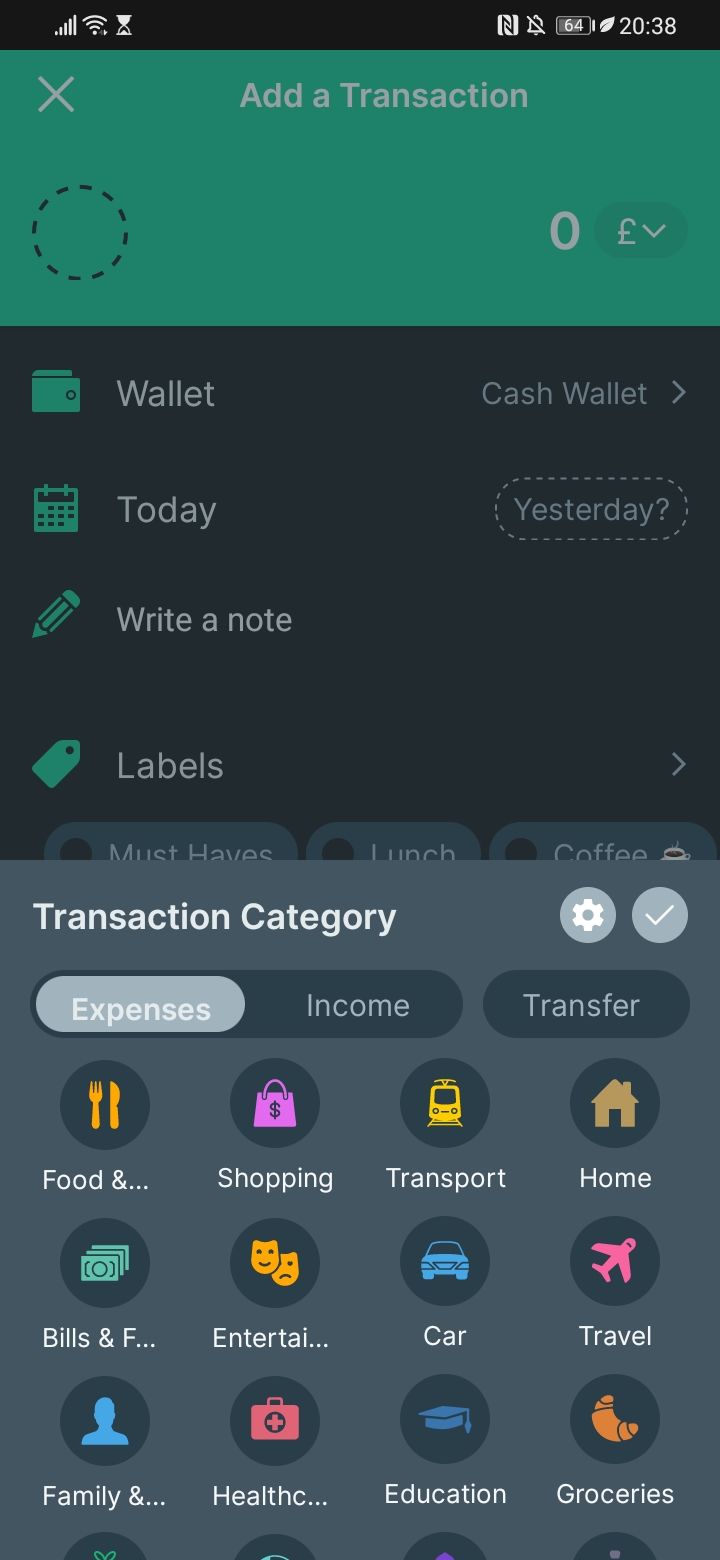 64 20:38
Add a Transaction
0 £
Wallet Cash Wallet
Today Yesterday?
Write a note
Labels
Must Haves Lunch Coffee ☕
Transaction Category
Expenses Income Transfer
$
Food &... Shopping Transport Home
Bills & F... Entertai... Car Travel
Family &... Healthc... Education Groceries